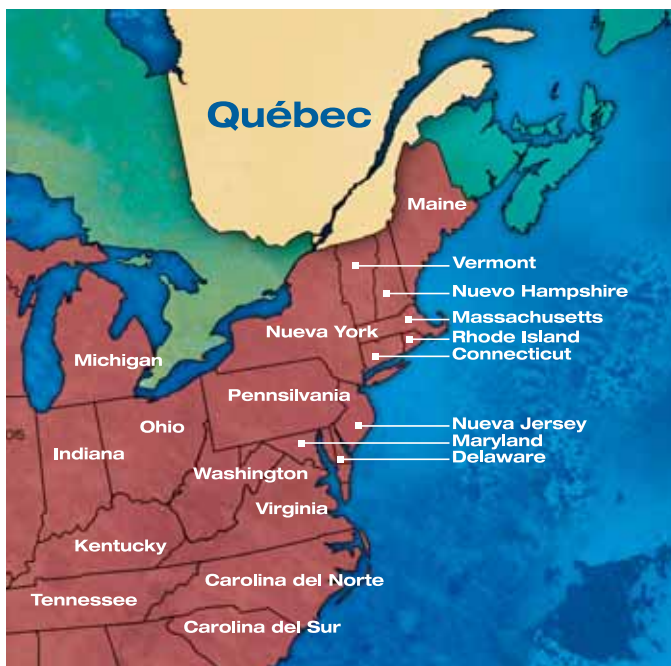 Québec
Maine
Vermont
Nuevo Hampshire
Massachusetts
Nueva York
Rhode Island
Connecticut
Michigan
Pennsilvania
Nueva Jersey
Ohio
Maryland
Indiana
Delaware
Washington
Virginia
Kentucky
Carolina del Norte
Tennessee
Carolina del Sur